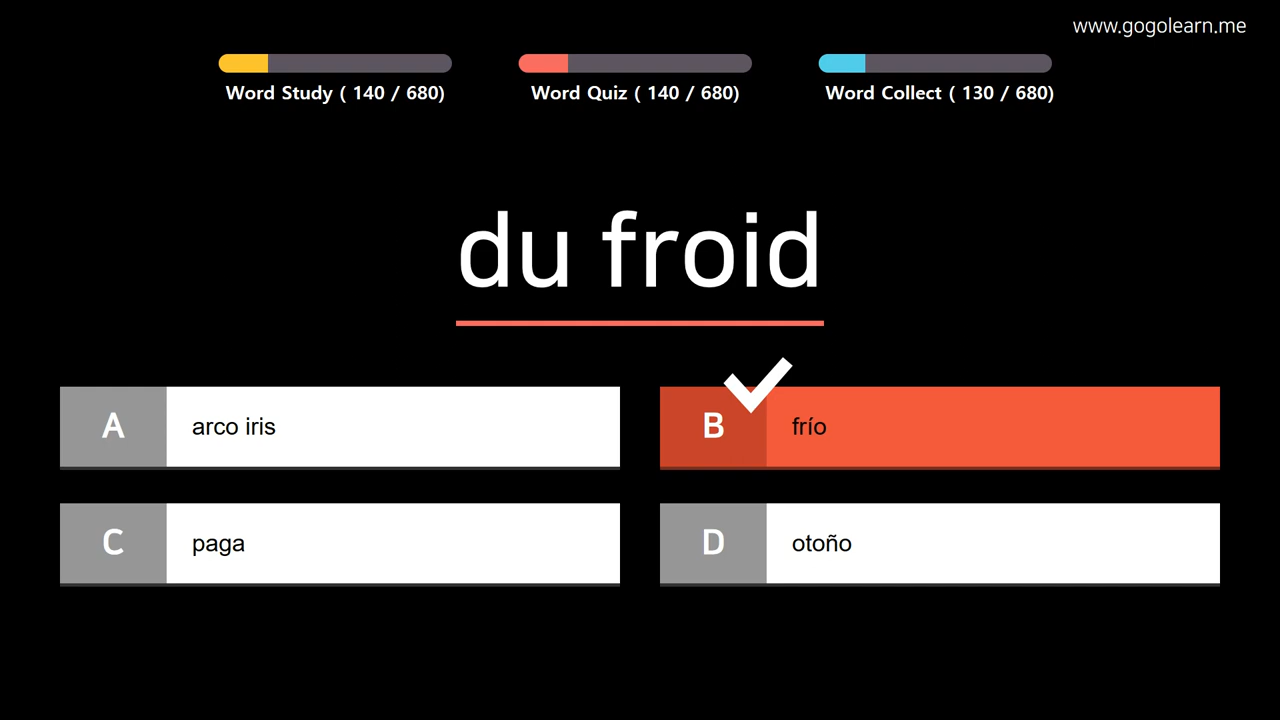 www.gogolearn.me
Word Study ( 140 / 680)
Word Quiz ( 140 / 680)
Word Collect ( 130 / 680)
du froid
A
arco iris
B
frío
C
paga
D
otoño